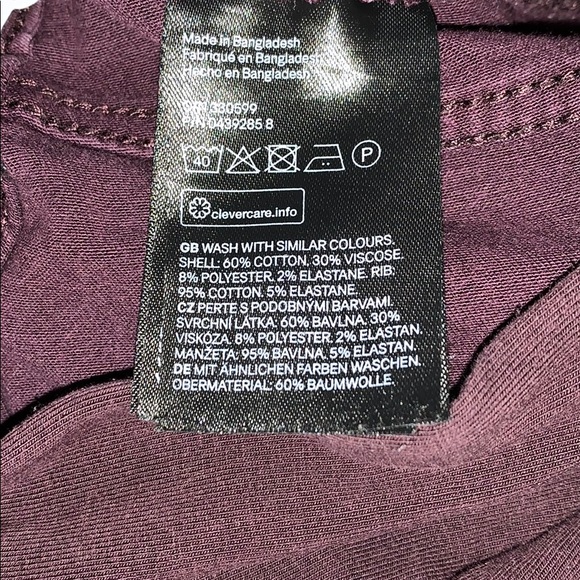 Made in Bangladesh
Fabriqué en Bangladesh
Hecho en Bangladesh
330599
P/N 0439285 8
40
P
clevercare.info
GB WASH WITH SIMILAR COLOURS.
SHELL: 60% COTTON, 30% VISCOSE,
8% POLYESTER, 2% ELASTANE. RIB:
95% COTTON, 5% ELASTANE.
CZ PERTE S PODOBNÝMI BARVAMI.
SVRCHNÍ LÁTKA: 60% BAVLNA, 30%
VISKÓZA, 8% POLYESTER, 2% ELASTAN.
MANŽETA: 95% BAVLNA, 5% ELASTAN.
DE MIT ÄHNLICHEN FARBEN WASCHEN.
OBERMATERIAL: 60% BAUMWOLLE,